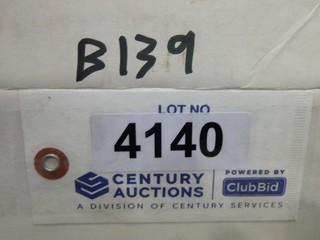 B139
LOT NO
4140
CENTURY AUCTIONS
POWERED BY
ClubBid
A DIVISION OF CENTURY SERVICES